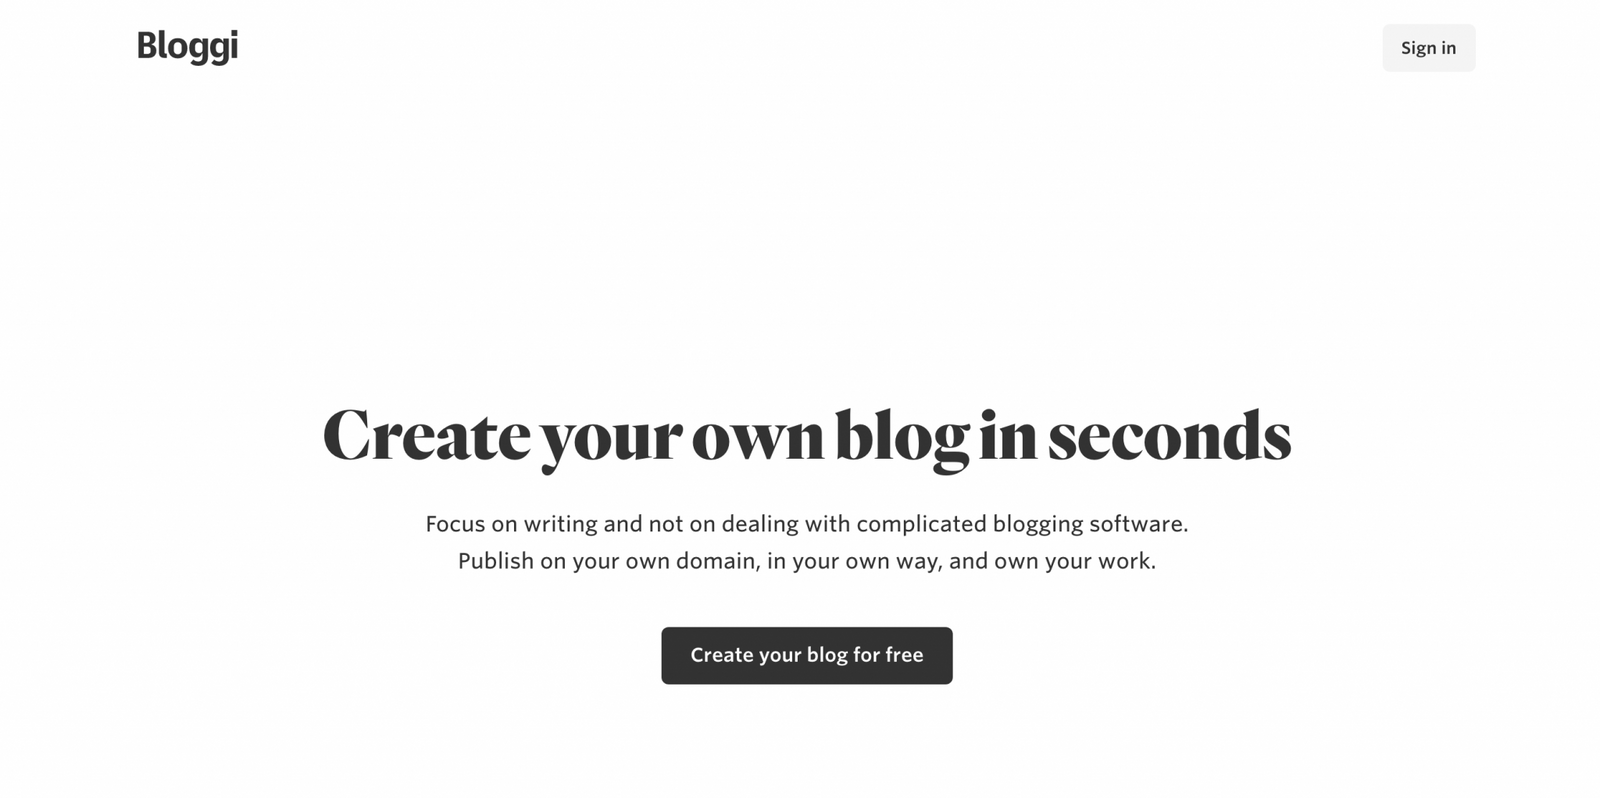 Bloggi
Sign in
Create your own blog in seconds
Focus on writing and not on dealing with complicated blogging software.
Publish on your own domain, in your own way, and own your work.
Create your blog for free